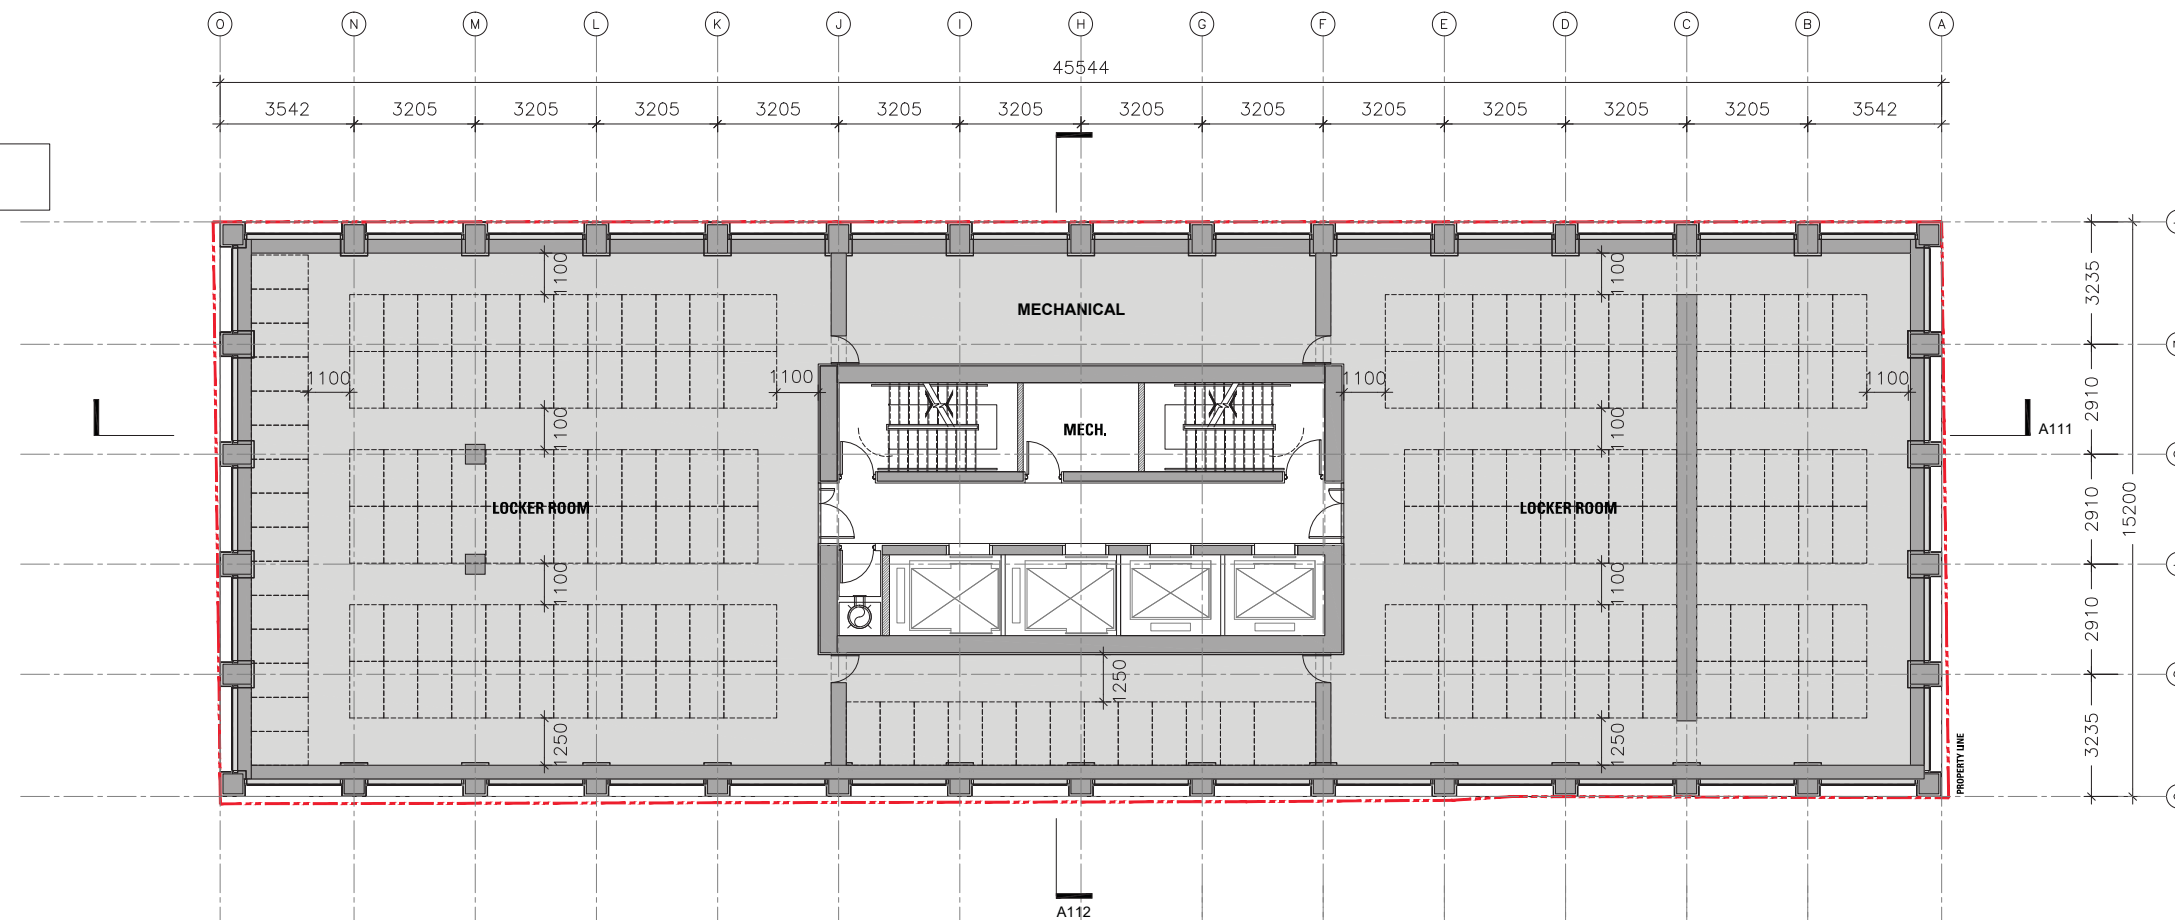 O N M L K J I H G F E D C B A
45544
3542 3205 3205 3205 3205 3205 3205 3205 3205 3205 3205 3205 3205 3542
1100 1100
3235
MECHANICAL
1100 1100 1100 1100
2910
1100 1100
MECH.
A111
LOCKER ROOM LOCKER ROOM
2910
15200
1100 1100
2910
1250
1250 1250
3235
PROPERTY LINE
A112